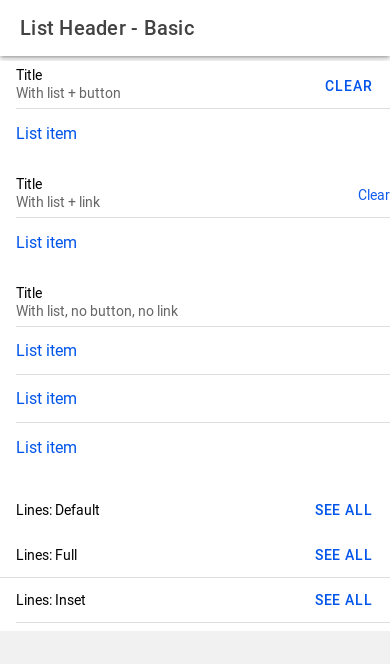 List Header - Basic
Title
With list + button
CLEAR
List item
Title
With list + link
Clear
List item
Title
With list, no button, no link
List item
List item
List item
Lines: Default
SEE ALL
Lines: Full
SEE ALL
Lines: Inset
SEE ALL